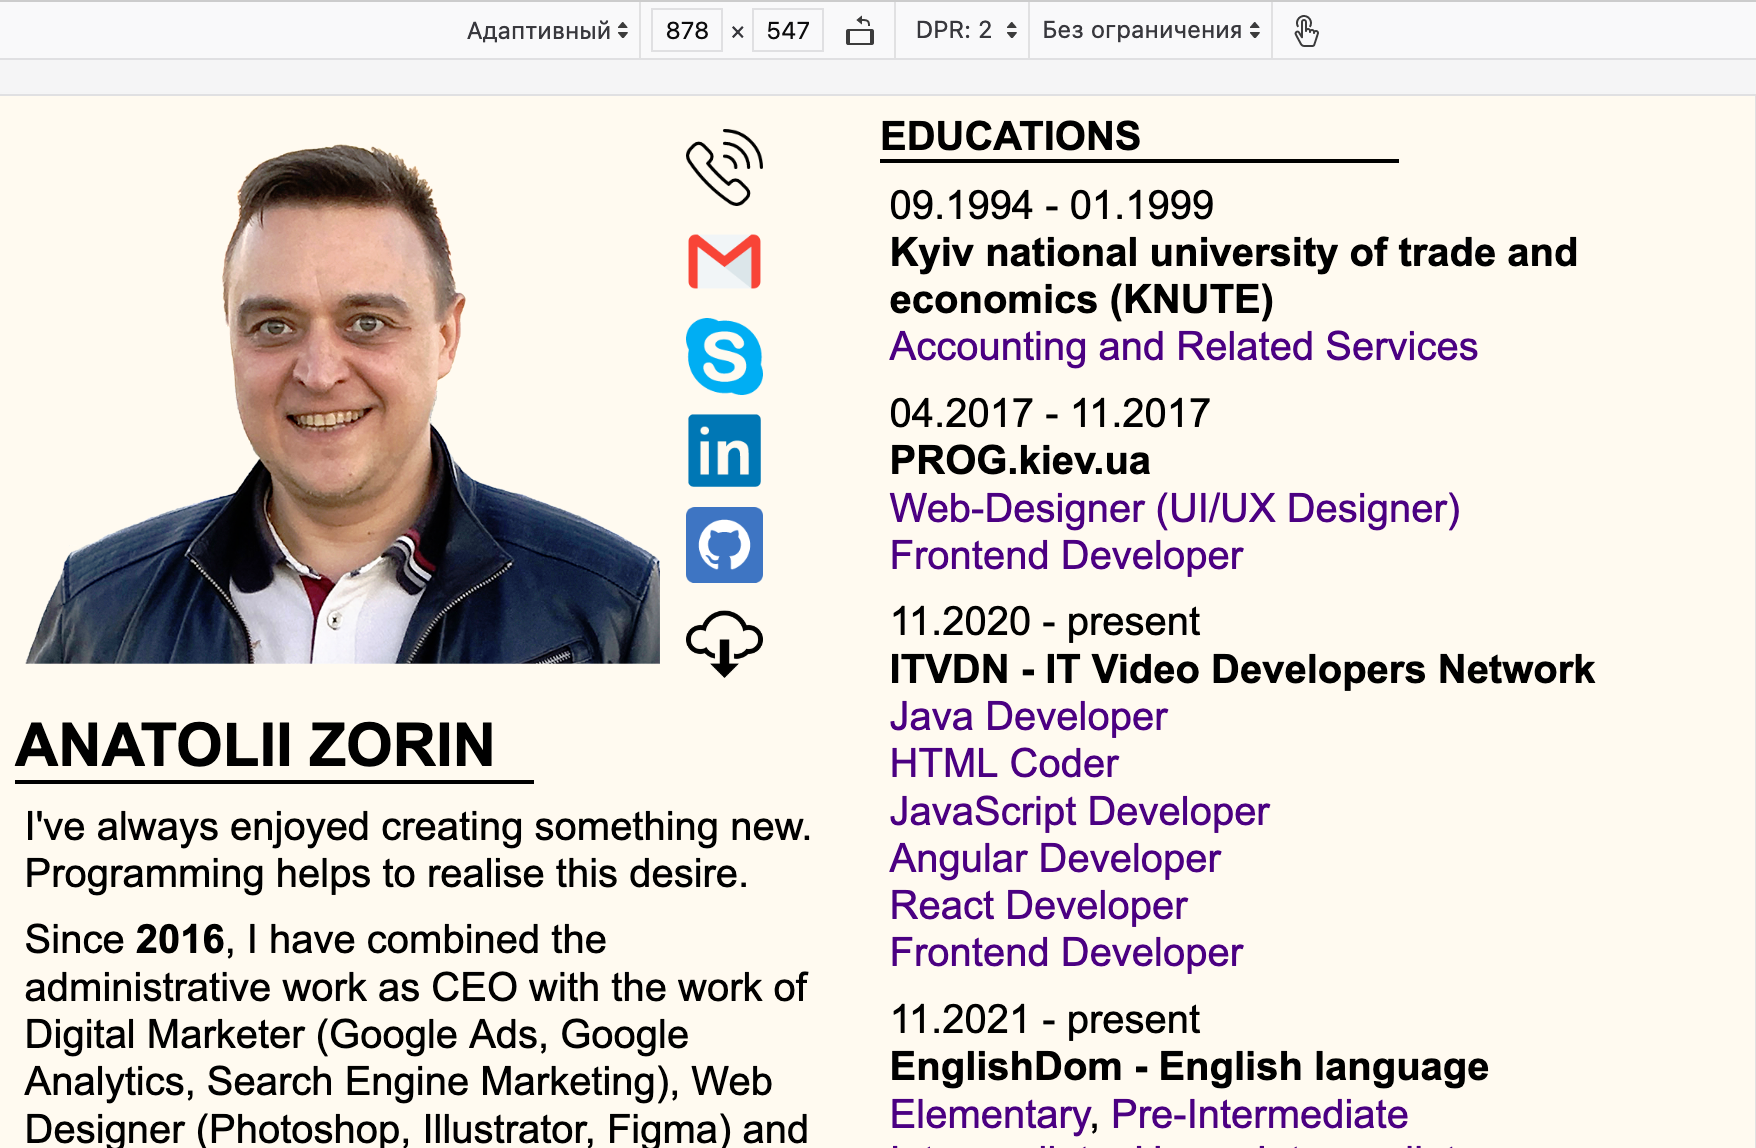 Адаптивный 878 × 547 DPR: 2 Без ограничения
ANATOLII ZORIN
I've always enjoyed creating something new.
Programming helps to realise this desire.
Since 2016, I have combined the
administrative work as CEO with the work of
Digital Marketer (Google Ads, Google
Analytics, Search Engine Marketing), Web
Designer (Photoshop, Illustrator, Figma) and
EDUCATIONS
09.1994 - 01.1999
Kyiv national university of trade and
economics (KNUTE)
Accounting and Related Services
04.2017 - 11.2017
PROG.kiev.ua
Web-Designer (UI/UX Designer)
Frontend Developer
11.2020 - present
ITVDN - IT Video Developers Network
Java Developer
HTML Coder
JavaScript Developer
Angular Developer
React Developer
Frontend Developer
11.2021 - present
EnglishDom - English language
Elementary, Pre-Intermediate